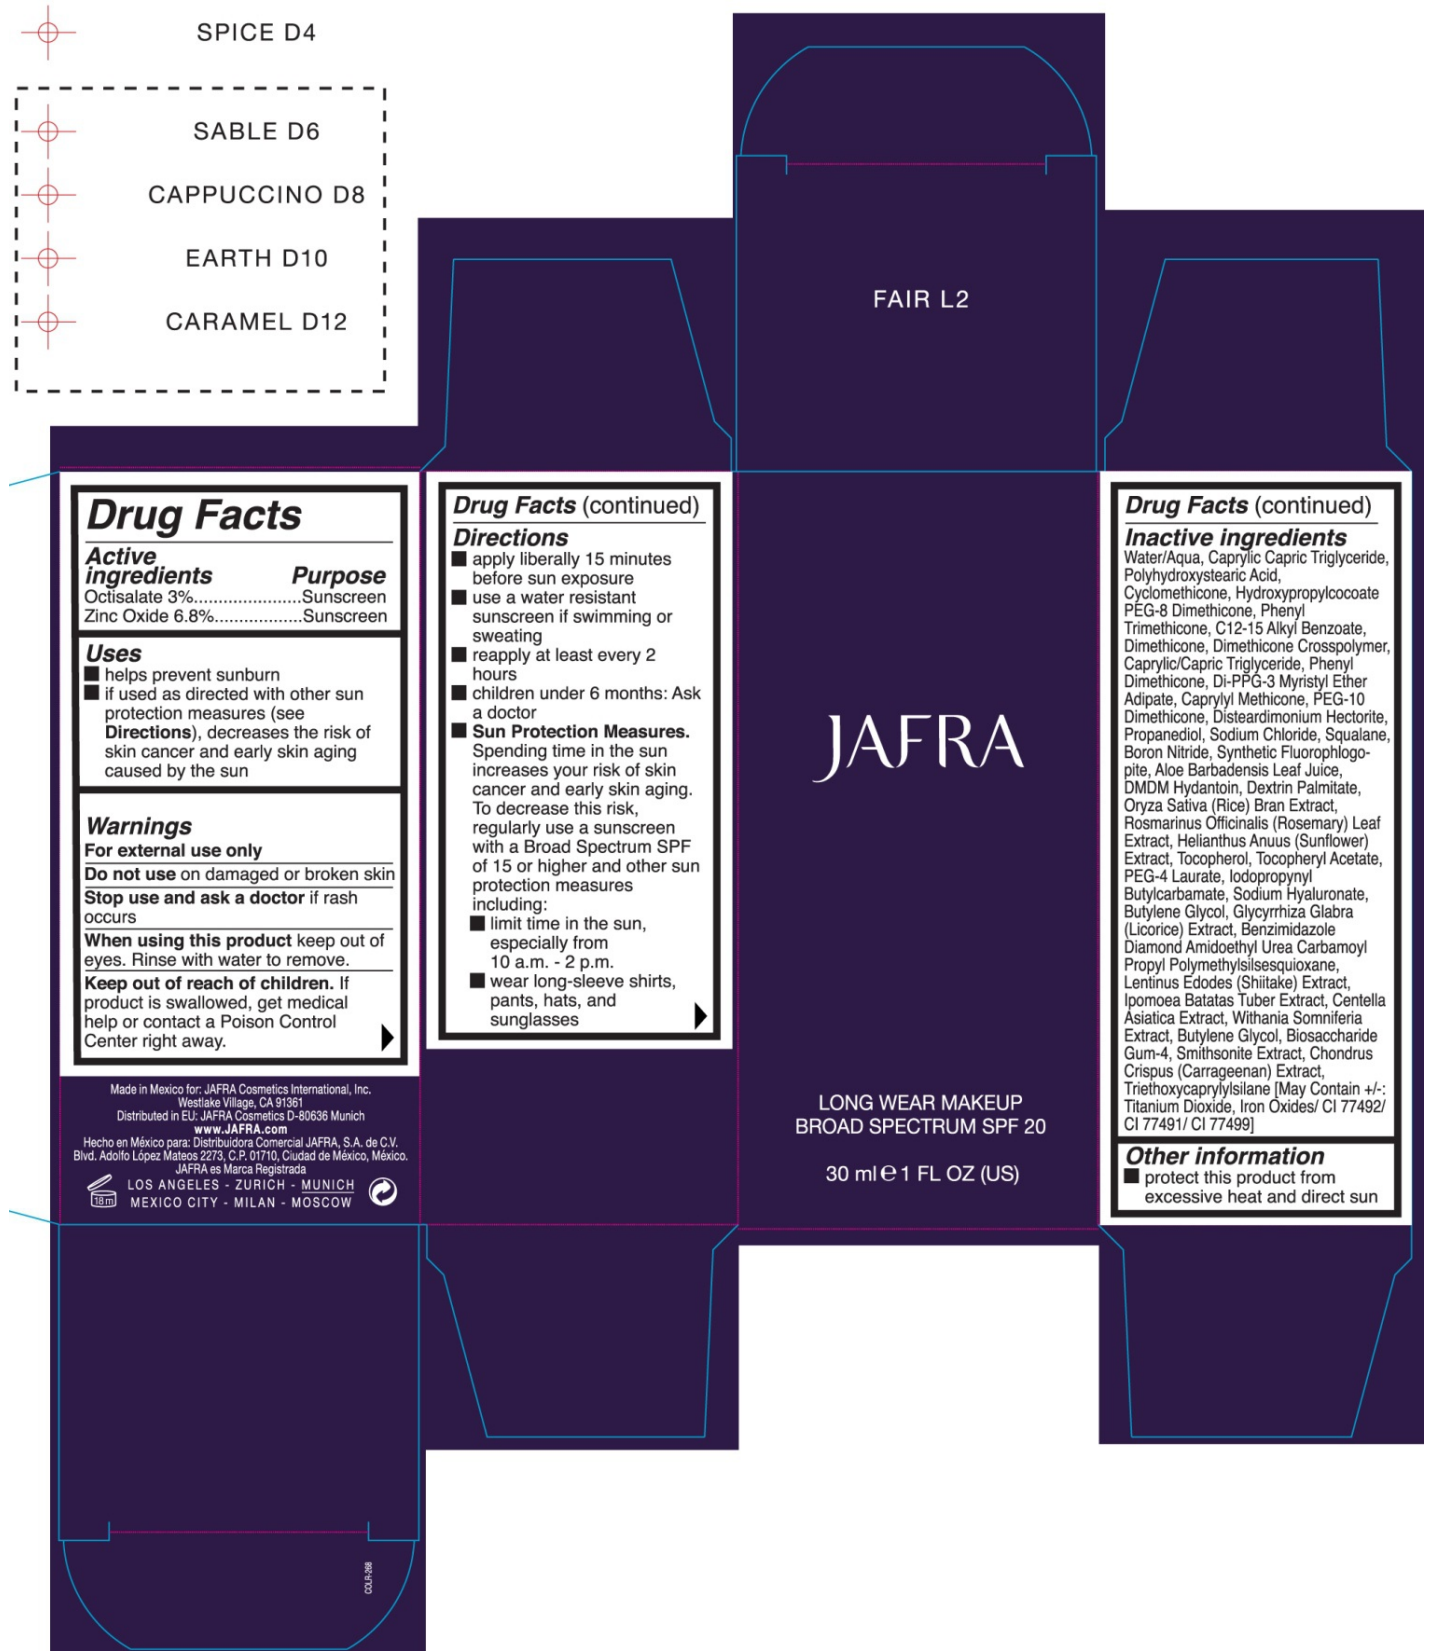 SPICE D4
SABLE D6
CAPPUCCINO D8
EARTH D10
CARAMEL D12
FAIR L2
Drug Facts
Active
ingredients Purpose
Octisalate 3%......................Sunscreen
Zinc Oxide 6.8%..................Sunscreen
Uses
■ helps prevent sunburn
■ if used as directed with other sun
protection measures (see
Directions), decreases the risk of
skin cancer and early skin aging
caused by the sun
Warnings
For external use only
Do not use on damaged or broken skin
Stop use and ask a doctor if rash
occurs
When using this product keep out of
eyes. Rinse with water to remove.
Keep out of reach of children. If
product is swallowed, get medical
help or contact a Poison Control
Center right away.
Made in Mexico for: JAFRA Cosmetics International, Inc.
Westlake Village, CA 91361
Distributed in EU: JAFRA Cosmetics D-80636 Munich
www.JAFRA.com
Hecho en México para: Distribuidora Comercial JAFRA, S.A. de C.V.
Blvd. Adolfo López Mateos 2273, C.P. 01710, Ciudad de México, México.
JAFRA es Marca Registrada
18m
LOS ANGELES - ZURICH - MUNICH
MEXICO CITY - MILAN - MOSCOW
COLR-268
Drug Facts (continued)
Directions
■ apply liberally 15 minutes
before sun exposure
■ use a water resistant
sunscreen if swimming or
sweating
■ reapply at least every 2
hours
■ children under 6 months: Ask
a doctor
■ Sun Protection Measures.
Spending time in the sun
increases your risk of skin
cancer and early skin aging.
To decrease this risk,
regularly use a sunscreen
with a Broad Spectrum SPF
of 15 or higher and other sun
protection measures
including:
■ limit time in the sun,
especially from
10 a.m. - 2 p.m.
■ wear long-sleeve shirts,
pants, hats, and
sunglasses
JAFRA
LONG WEAR MAKEUP
BROAD SPECTRUM SPF 20
30 ml ℮ 1 FL OZ (US)
Drug Facts (continued)
Inactive ingredients
Water/Aqua, Caprylic Capric Triglyceride,
Polyhydroxystearic Acid,
Cyclomethicone, Hydroxypropylcocoate
PEG-8 Dimethicone, Phenyl
Trimethicone, C12-15 Alkyl Benzoate,
Dimethicone, Dimethicone Crosspolymer,
Caprylic/Capric Triglyceride, Phenyl
Dimethicone, Di-PPG-3 Myristyl Ether
Adipate, Caprylyl Methicone, PEG-10
Dimethicone, Disteardimonium Hectorite,
Propanediol, Sodium Chloride, Squalane,
Boron Nitride, Synthetic Fluorophlogo-
pite, Aloe Barbadensis Leaf Juice,
DMDM Hydantoin, Dextrin Palmitate,
Oryza Sativa (Rice) Bran Extract,
Rosmarinus Officinalis (Rosemary) Leaf
Extract, Helianthus Anuus (Sunflower)
Extract, Tocopherol, Tocopheryl Acetate,
PEG-4 Laurate, Iodopropynyl
Butylcarbamate, Sodium Hyaluronate,
Butylene Glycol, Glycyrrhiza Glabra
(Licorice) Extract, Benzimidazole
Diamond Amidoethyl Urea Carbamoyl
Propyl Polymethylsilsesquioxane,
Lentinus Edodes (Shiitake) Extract,
Ipomoea Batatas Tuber Extract, Centella
Asiatica Extract, Withania Somniferia
Extract, Butylene Glycol, Biosaccharide
Gum-4, Smithsonite Extract, Chondrus
Crispus (Carrageenan) Extract,
Triethoxycaprylylsilane [May Contain +/-:
Titanium Dioxide, Iron Oxides/ CI 77492/
CI 77491/ CI 77499]
Other information
■ protect this product from
excessive heat and direct sun